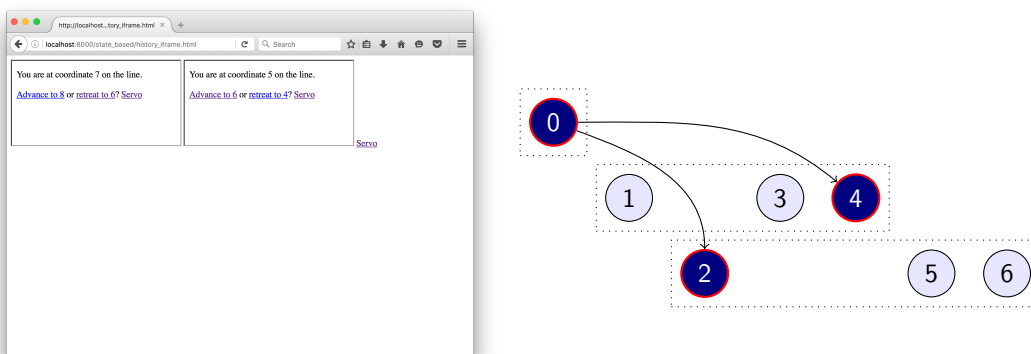 http://localhost...tory_iframe.html
localhost:8000/state_based/history_iframe.html
Search
You are at coordinate 7 on the line.
Advance to 8 or retreat to 6? Servo
You are at coordinate 5 on the line.
Advance to 6 or retreat to 4? Servo
Servo
0
1
3
4
2
5
6